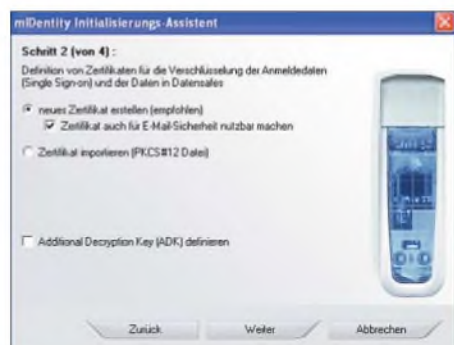 mIDentity Initialisierungs-Assistent
Schritt 2 (von 4) :
Definition von Zertifikaten für die Verschlüsselung der Anmeldedaten
(Single Sign-on) und der Daten in Datensafes
neues Zertifikat erstellen (empfohlen)
Zertifikat auch für E-Mail-Sicherheit nutzbar machen
Zertifikat importieren (PKCS#12 Datei)
Additional Decryption Key (ADK) definieren
Zurück
Weiter
Abbrechen